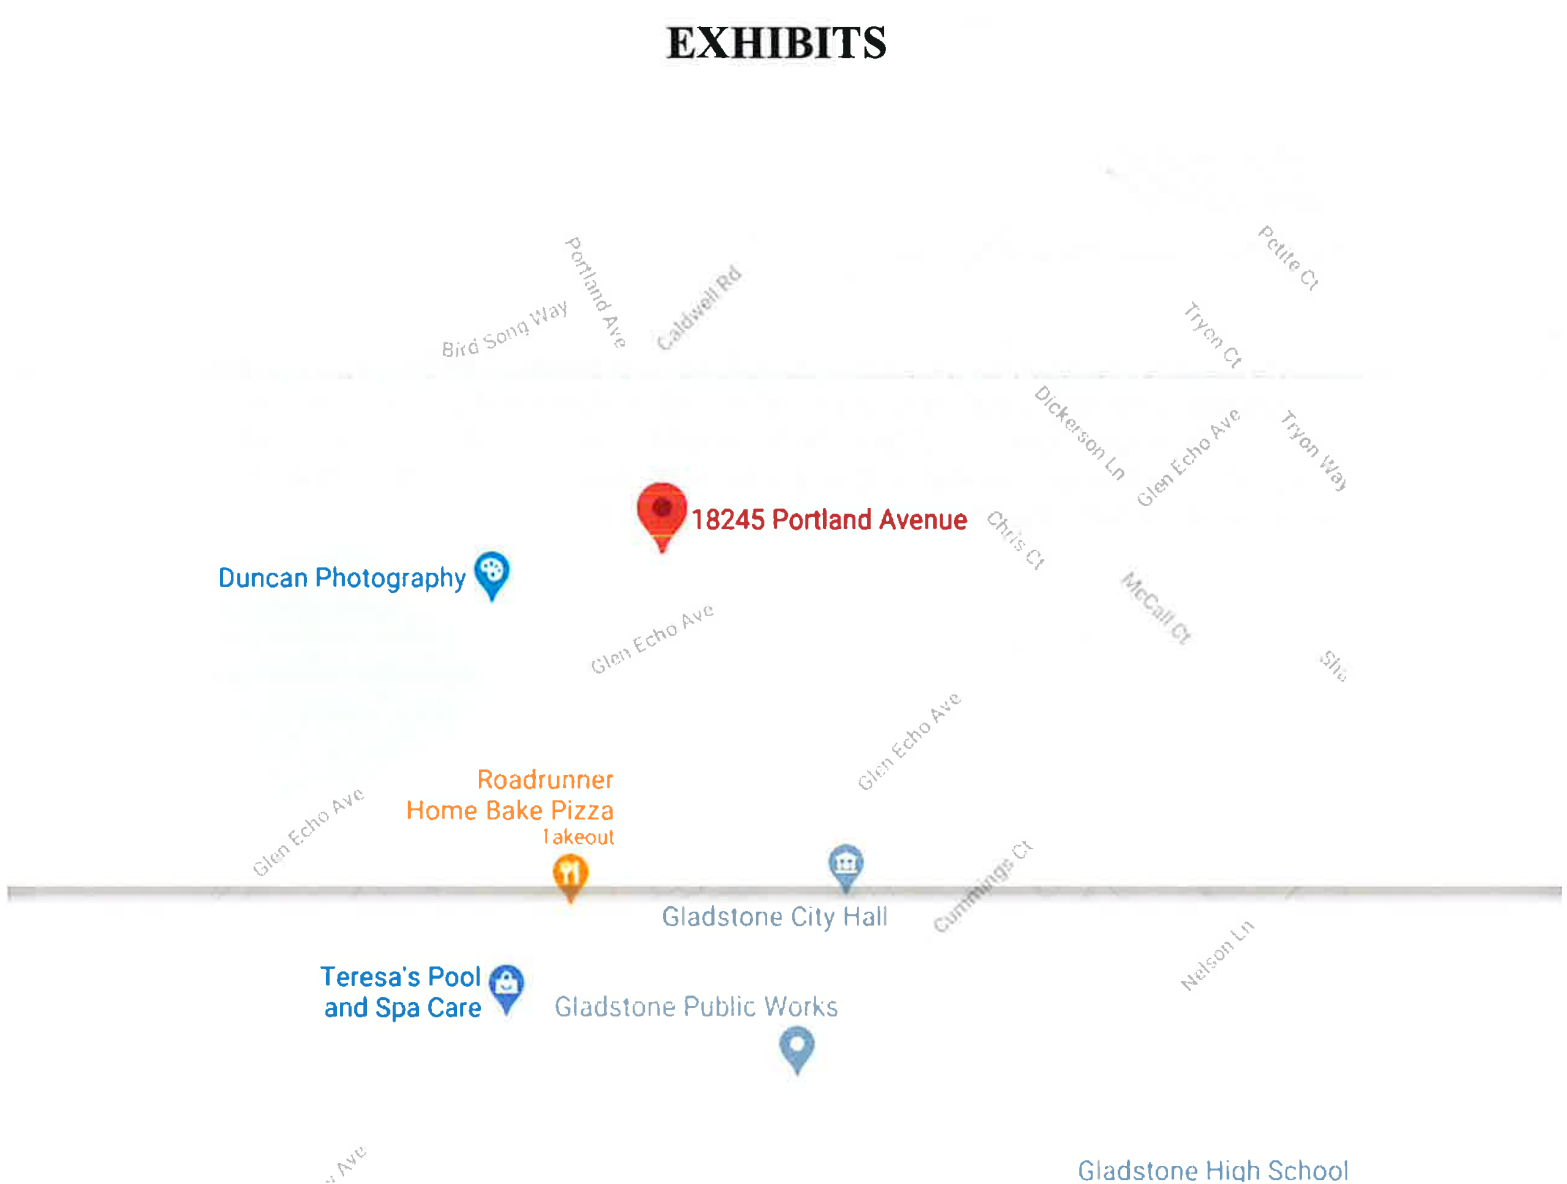 EXHIBITS
Petite Ct
Portland Ave
Caldwell Rd
Bird Song Way
Tryon Ct
Dickerson Ln
Glen Echo Ave
Tryon Way
18245 Portland Avenue
Chris Ct
Duncan Photography
McCall Ct
Glen Echo Ave
Sha
Glen Echo Ave
Roadrunner
Home Bake Pizza
Takeout
Glen Echo Ave
Cummings Ct
Gladstone City Hall
Nelson Ln
Teresa's Pool
and Spa Care
Gladstone Public Works
Ave
Gladstone High School